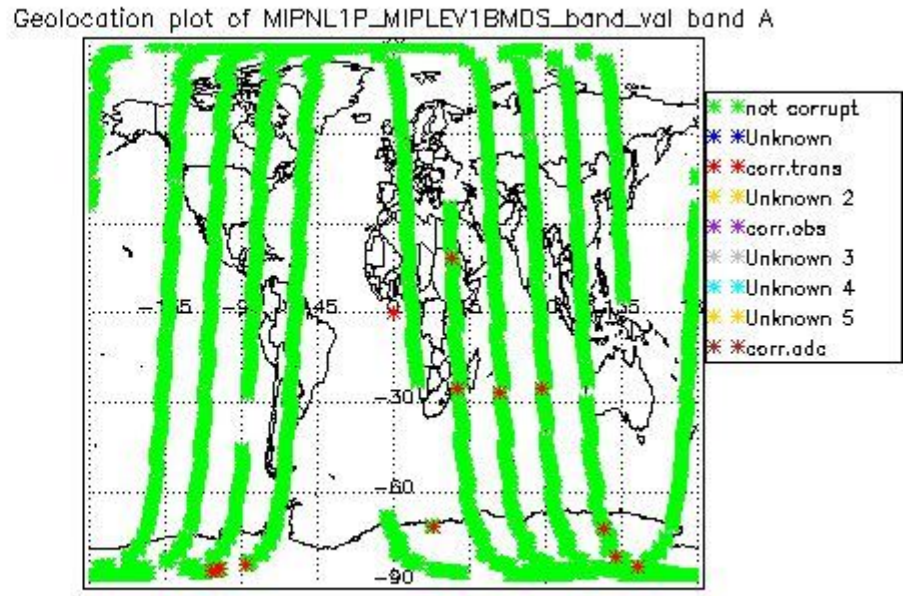 Geolocation plot of MIPNL1P_MIPLEV1BMDS_band_val band A
not corrupt
Unknown
corr.trans
Unknown 2
corr.obs
Unknown 3
Unknown 4
Unknown 5
corr.adc
-30
-60
-90